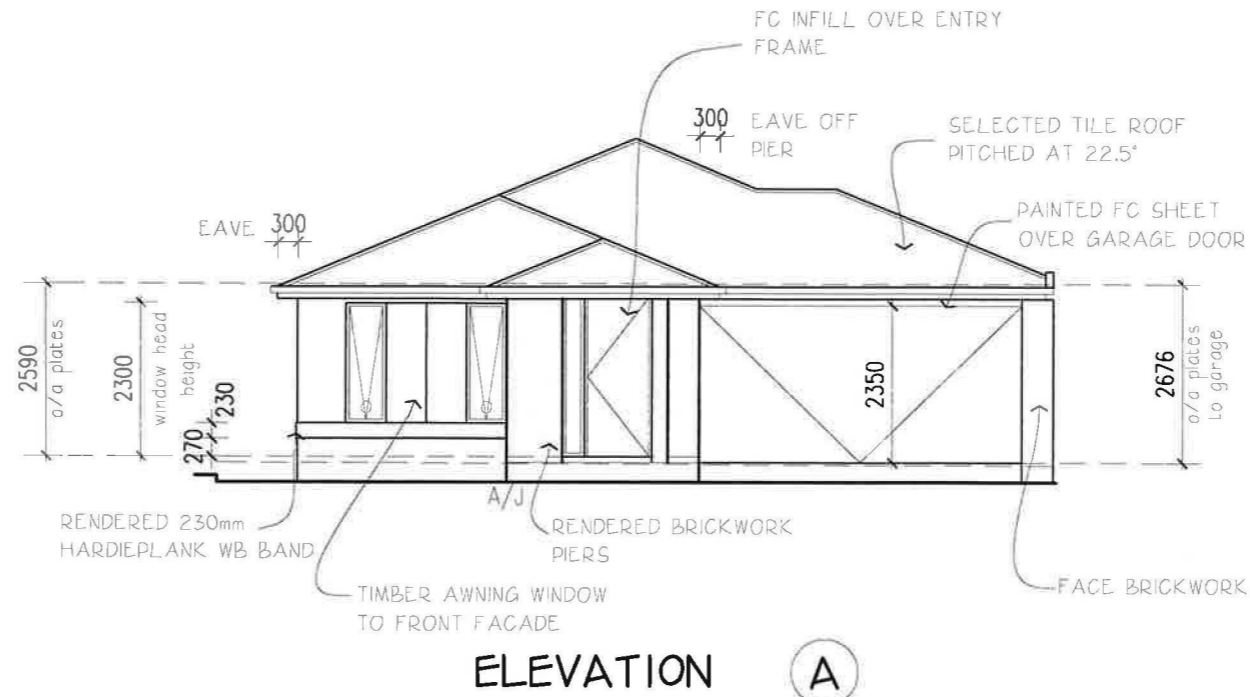 FC INFILL OVER ENTRY
FRAME
300 EAVE OFF
PIER
SELECTED TILE ROOF
PITCHED AT 22.5°
EAVE 300
PAINTED FC SHEET
OVER GARAGE DOOR
2590
o/a plates
2300
window head
height
230
270
2350
2676
o/a plates
to garage
A/J
RENDERED 230mm
HARDIEPLANK WB BAND
RENDERED BRICKWORK
PIERS
TIMBER AWNING WINDOW
TO FRONT FACADE
FACE BRICKWORK
ELEVATION A